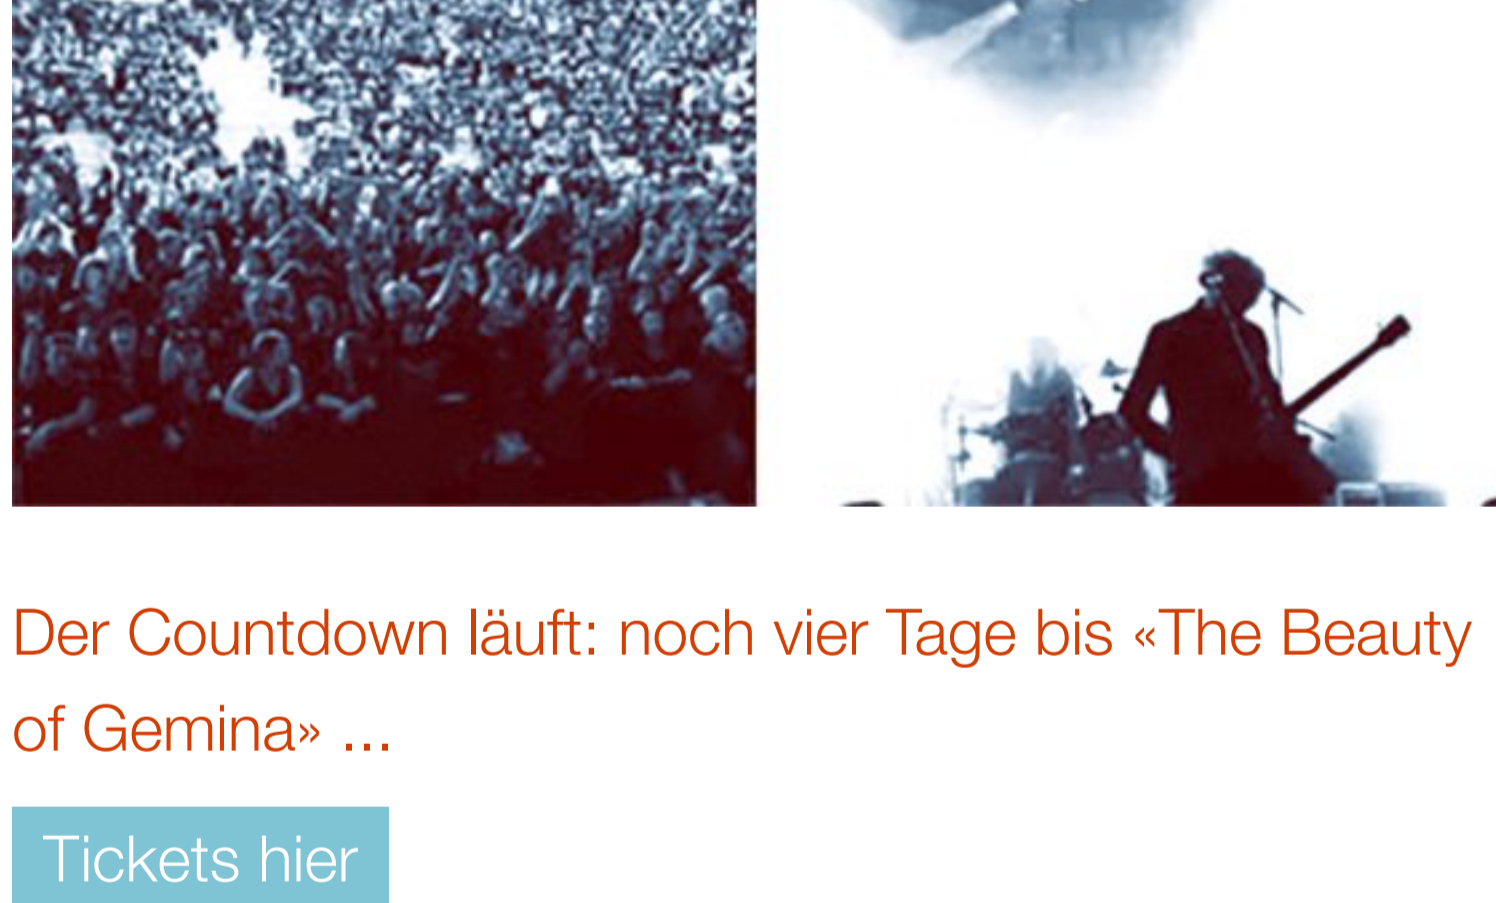 Der Countdown läuft: noch vier Tage bis «The Beauty
of Gemina» ...
Tickets hier